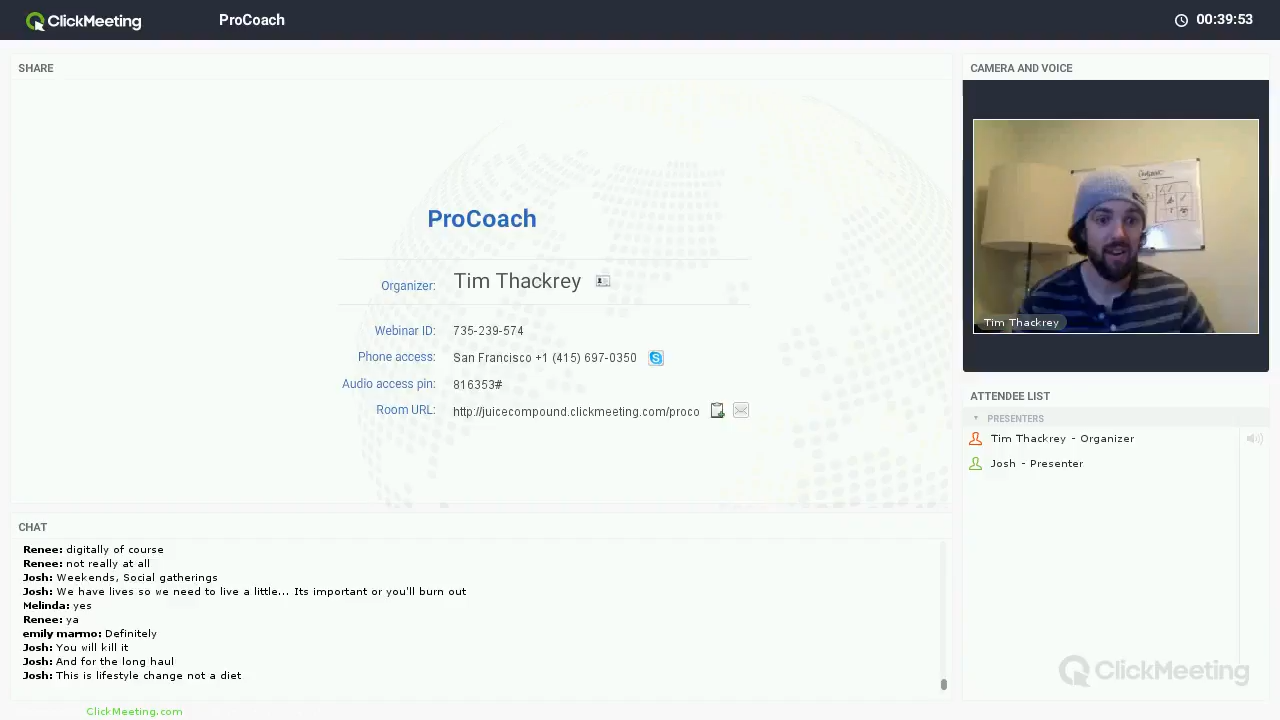 ClickMeeting
ProCoach
00:39:53
SHARE
CAMERA AND VOICE
ProCoach
Organizer: Tim Thackrey
Webinar ID: 735-239-574
Phone access: San Francisco +1 (415) 697-0350
Audio access pin: 816353#
Room URL: http://juicecompound.clickmeeting.com/proco
Tim Thackrey
ATTENDEE LIST
PRESENTERS
Tim Thackrey - Organizer
Josh - Presenter
CHAT
Renee: digitally of course
Renee: not really at all
Josh: Weekends, Social gatherings
Josh: We have lives so we need to live a little... Its important or you'll burn out
Melinda: yes
Renee: ya
emily marmo: Definitely
Josh: You will kill it
Josh: And for the long haul
Josh: This is lifestyle change not a diet
ClickMeeting
ClickMeeting.com